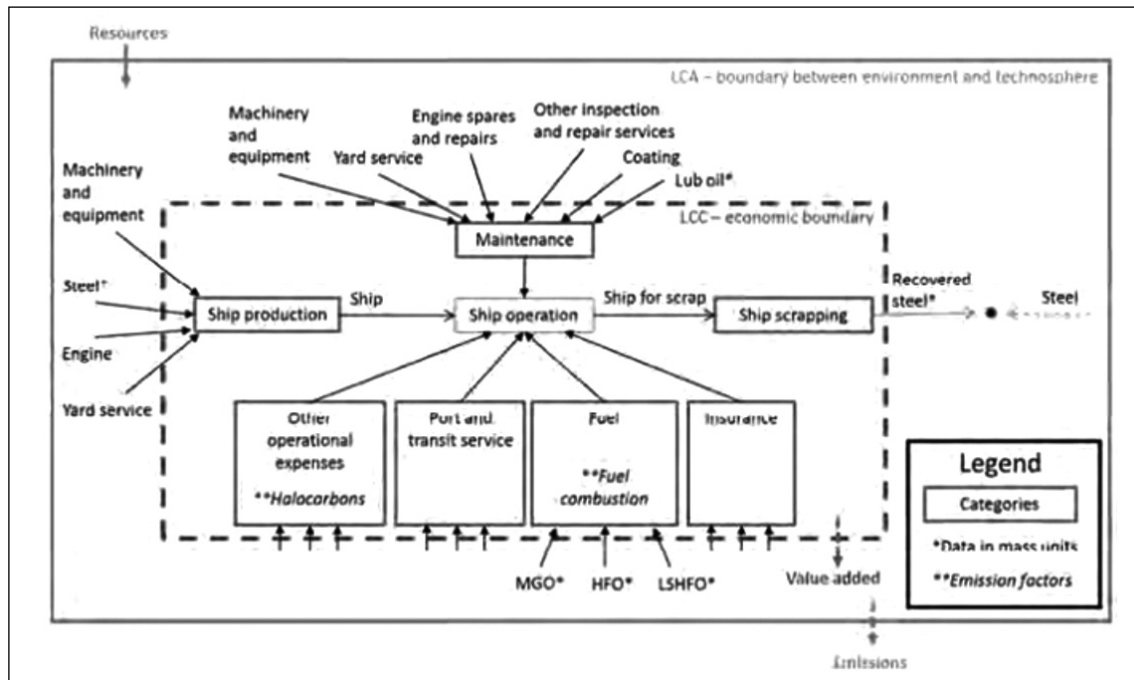 Resources
LCA – boundary between environment and technosphere
Machinery
and
equipment
Engine spares
and repairs
Other inspection
and repair services
Yard service
Coating
Lub oil*
Machinery
and
equipment
LCC – economic boundary
Maintenance
Steel*
Ship production
Ship
Ship operation
Ship for scrap
Ship scrapping
Recovered
steel*
Steel
Engine
Yard service
Other
operational
expenses
**Halocarbons
Port and
transit service
Fuel
**Fuel
combustion
Insurance
MGO*
HFO*
LSHFO*
Value added
Emissions
Legend
Categories
*Data in mass units
**Emission factors